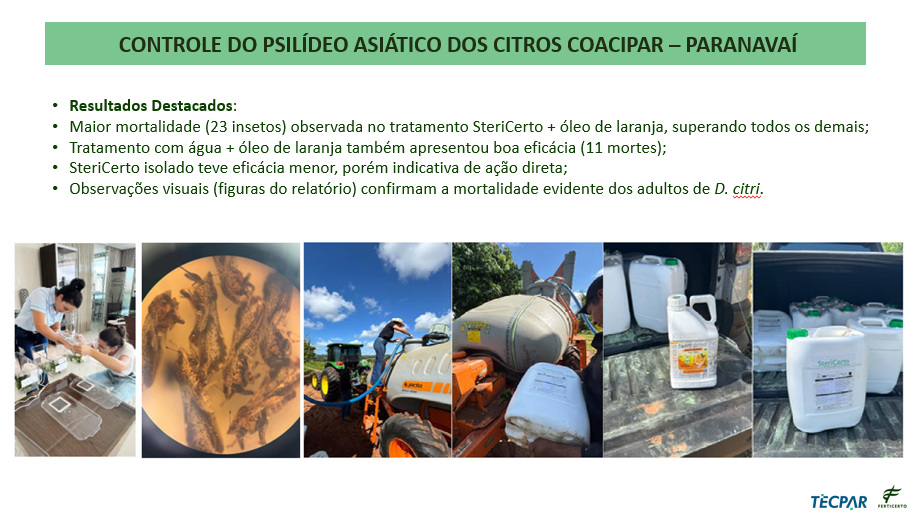 CONTROLE DO PSILÍDEO ASIÁTICO DOS CITROS COACIPAR – PARANAVAÍ
• Resultados Destacados:
• Maior mortalidade (23 insetos) observada no tratamento SteriCerto + óleo de laranja, superando todos os demais;
• Tratamento com água + óleo de laranja também apresentou boa eficácia (11 mortes);
• SteriCerto isolado teve eficácia menor, porém indicativa de ação direta;
• Observações visuais (figuras do relatório) confirmam a mortalidade evidente dos adultos de D. citri.
SteriCerto
TECPAR
FERTICERTO